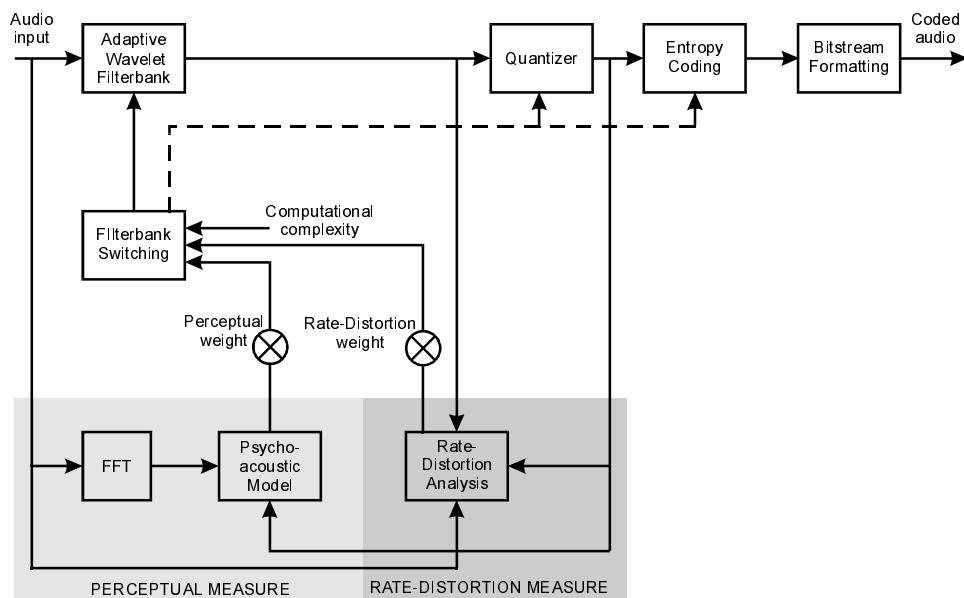 Audio
input
Adaptive
Wavelet
Filterbank
Quantizer
Entropy
Coding
Bitstream
Formatting
Coded
audio
FIlterbank
Switching
Computational
complexity
Perceptual
weight
Rate-Distortion
weight
FFT
Psycho-
acoustic
Model
Rate-
Distortion
Analysis
PERCEPTUAL MEASURE
RATE-DISTORTION MEASURE